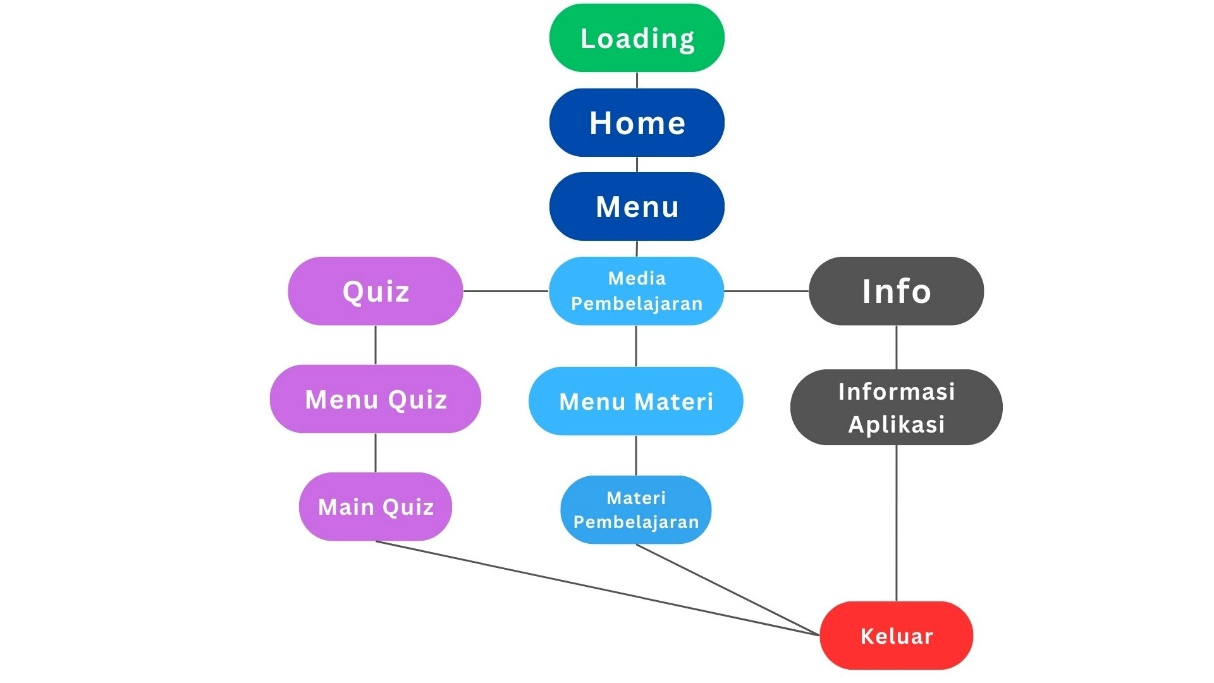 Loading
Home
Menu
Quiz
Media
Pembelajaran
Info
Menu Quiz
Menu Materi
Informasi
Aplikasi
Main Quiz
Materi
Pembelajaran
Keluar